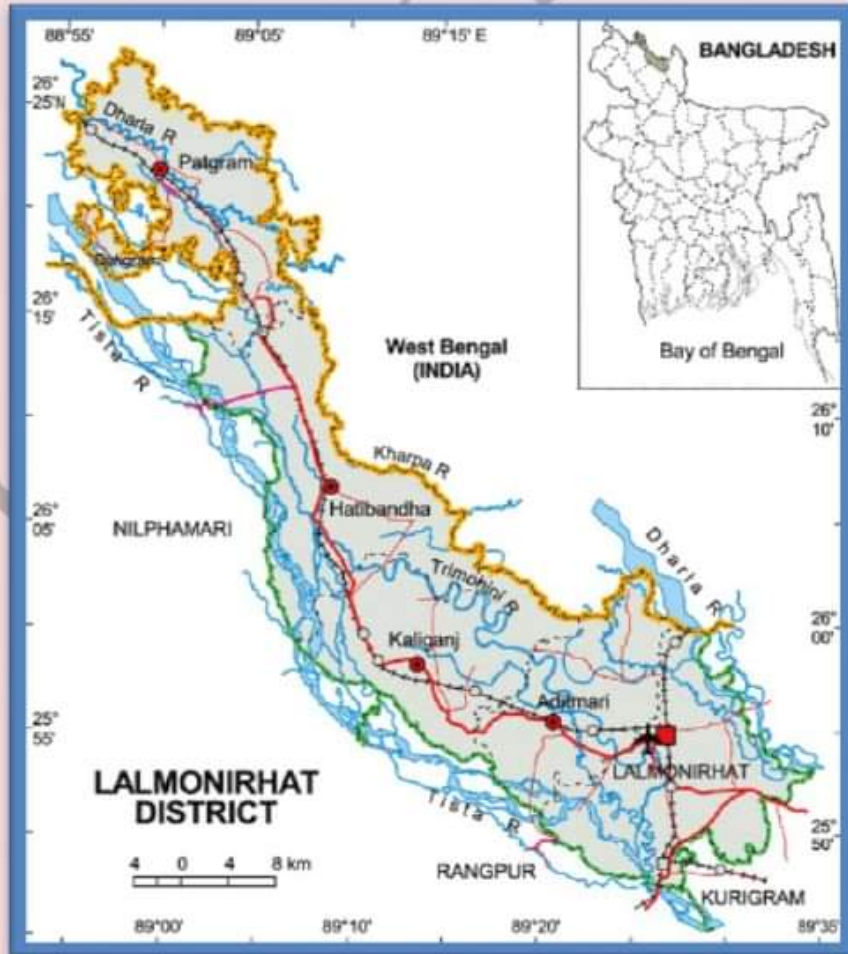 88°55'
89°05'
89°15' E
BANGLADESH
26°
25'N
Dharla R
Patgram
26°
15'
Tista R
West Bengal
(INDIA)
Bay of Bengal
26°
10'
Kharpa R
26°
05'
Hatibandha
NILPHAMARI
Dharla R
Trimohini R
26°
00'
Kaliganj
Aditmari
25°
55'
LALMONIRHAT
LALMONIRHAT
DISTRICT
Tista R
25°
50'
4 0 4 8 km
RANGPUR
KURIGRAM
89°00'
89°10'
89°20'
89°35'